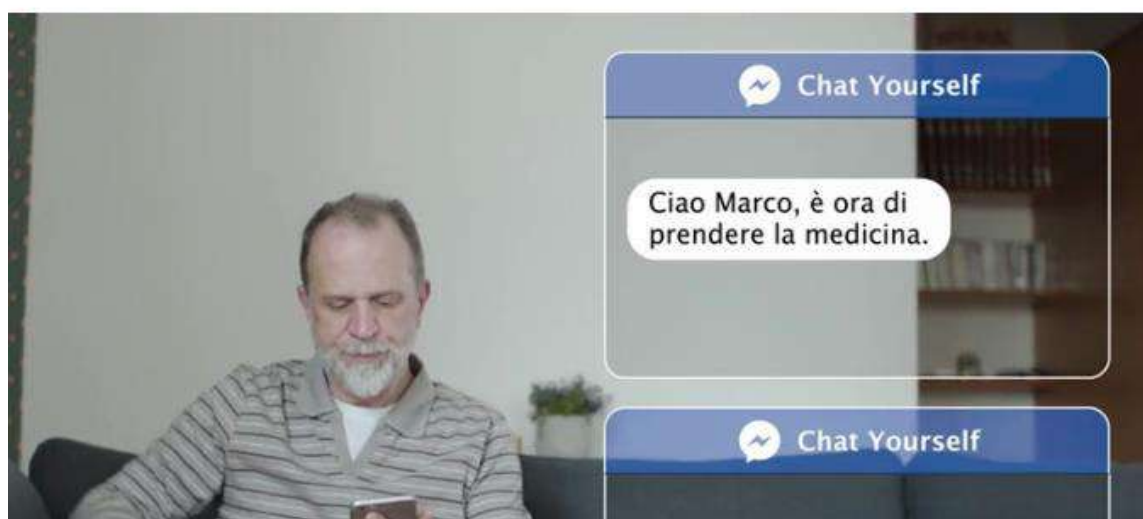 Chat Yourself
Ciao Marco, è ora di
prendere la medicina.
Chat Yourself